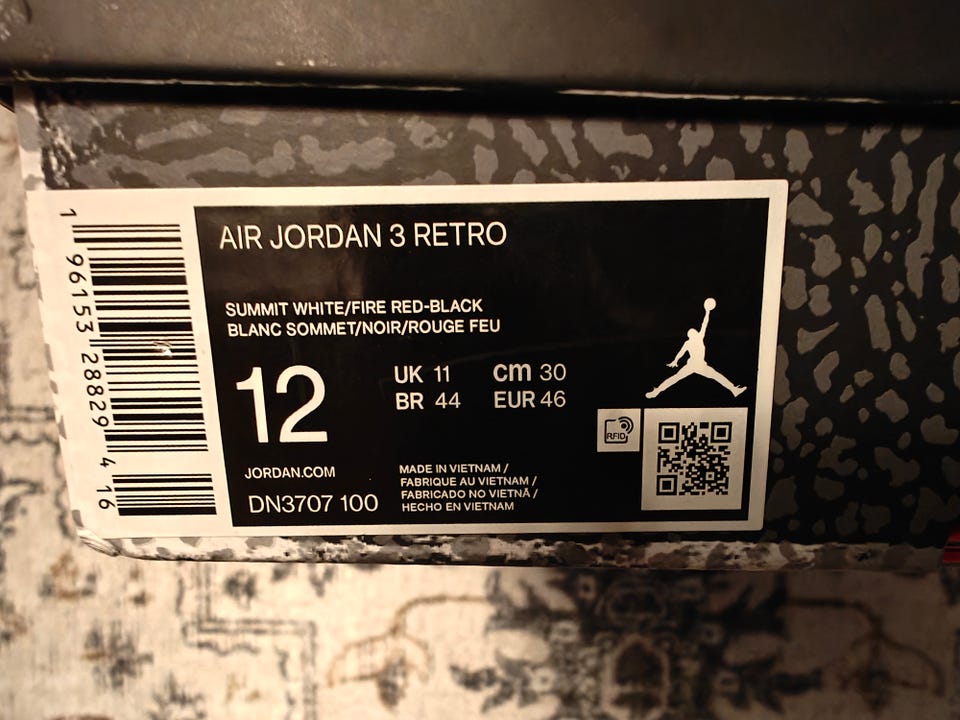 AIR JORDAN 3 RETRO
SUMMIT WHITE/FIRE RED-BLACK
BLANC SOMMET/NOIR/ROUGE FEU
12
UK 11
cm 30
BR 44
EUR 46
RFID
JORDAN.COM
DN3707 100
MADE IN VIETNAM /
FABRIQUE AU VIETNAM /
FABRICADO NO VIETNÃ /
HECHO EN VIETNAM
1 96153 28829 4 16